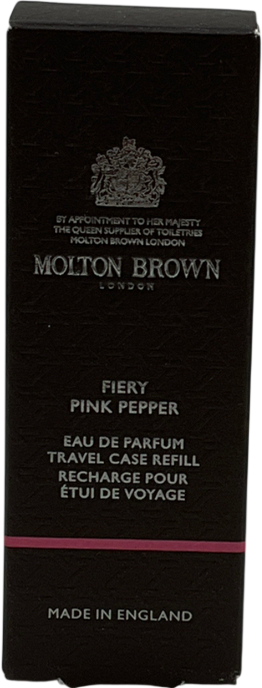 BY APPOINTMENT TO HER MAJESTY
THE QUEEN SUPPLIER OF TOILETRIES
MOLTON BROWN LONDON
MOLTON BROWN
LONDON
FIERY
PINK PEPPER
EAU DE PARFUM
TRAVEL CASE REFILL
RECHARGE POUR
ÉTUI DE VOYAGE
MADE IN ENGLAND